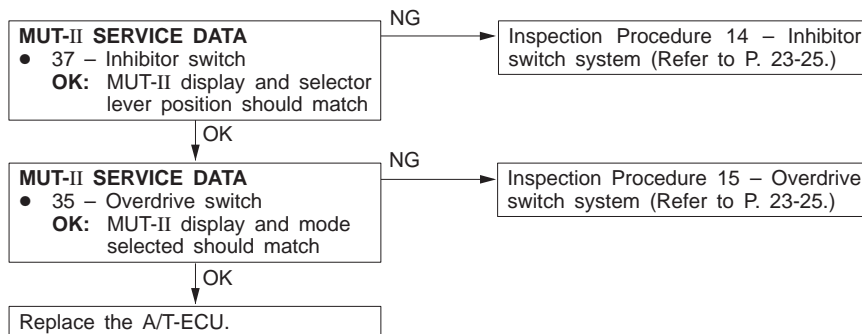 MUT-II SERVICE DATA
● 37 – Inhibitor switch
OK: MUT-II display and selector
lever position should match
NG
Inspection Procedure 14 – Inhibitor
switch system (Refer to P. 23-25.)
OK
MUT-II SERVICE DATA
● 35 – Overdrive switch
OK: MUT-II display and mode
selected should match
NG
Inspection Procedure 15 – Overdrive
switch system (Refer to P. 23-25.)
OK
Replace the A/T-ECU.